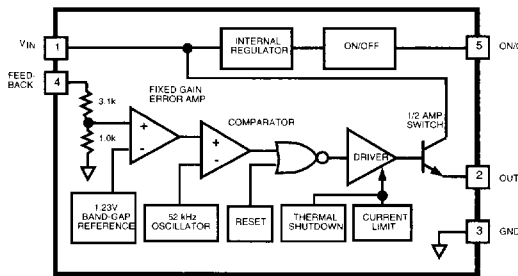 VIN
1
INTERNAL
REGULATOR
ON/OFF
5
ON/O
FEED-
BACK
4
3.1k
1.0k
FIXED GAIN
ERROR AMP
COMPARATOR
1/2 AMP
SWITCH
+
-
+
-
DRIVER
2
OUT
1.23V
BAND-GAP
REFERENCE
52 kHz
OSCILLATOR
RESET
THERMAL
SHUTDOWN
CURRENT
LIMIT
3
GND